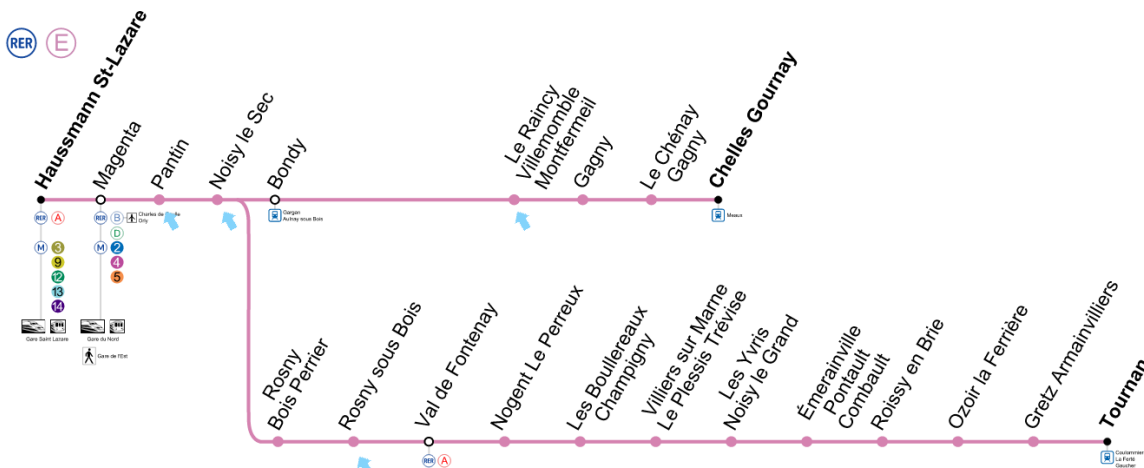 RER E
Haussmann St-Lazare
Magenta
Pantin
Noisy le Sec
Bondy
Le Raincy
Villemomble
Montfermeil
Gagny
Le Chénay
Gagny
Chelles Gournay
RER A
M 3
9
12
13
14
Gare Saint Lazare
RER B
D
M 2
4
5
Gare du Nord
Gare de l'Est
Charles de Gaulle
Orly
Gargan
Aulnay sous Bois
Meaux
Rosny
Bois Perrier
Rosny sous Bois
Val de Fontenay
RER A
Nogent Le Perreux
Les Boullereaux
Champigny
Villiers sur Marne
Le Plessis Trévise
Les Yvris
Noisy le Grand
Émerainville
Pontault
Combault
Roissy en Brie
Ozoir la Ferrière
Gretz Armainvilliers
Tournan
Coulommiers
La Ferté
Gaucher